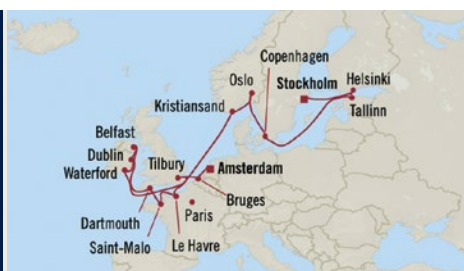 Copenhagen
Oslo
Stockholm
Helsinki
Kristiansand
Tallinn
Belfast
Dublin
Tilbury
Amsterdam
Waterford
Bruges
Paris
Dartmouth
Saint-Malo
Le Havre